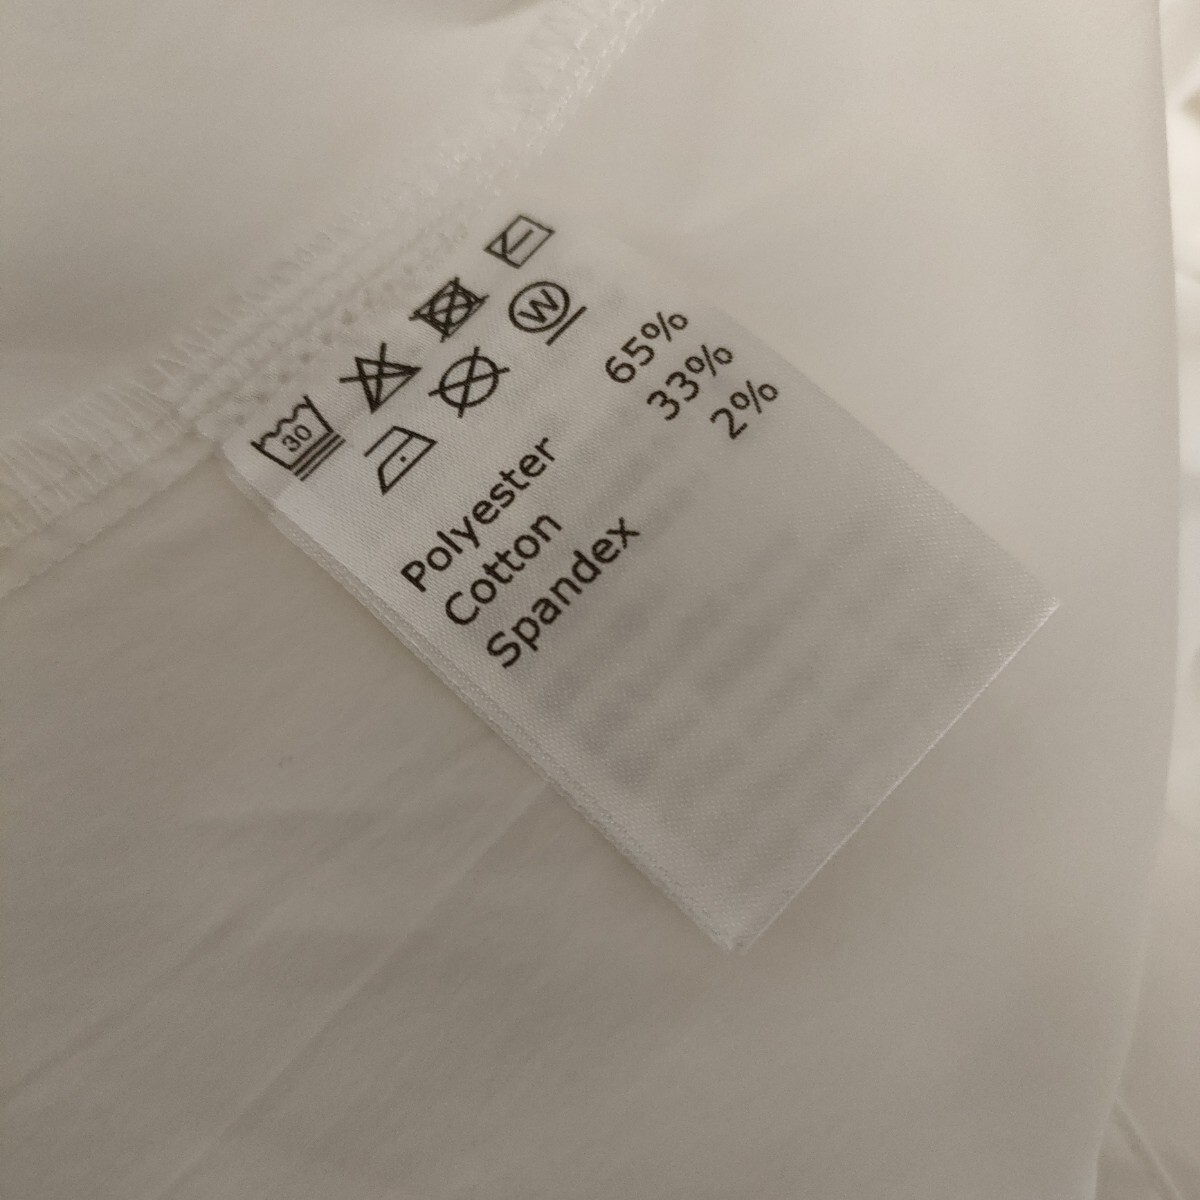 30
W
Polyester 65%
Cotton 33%
Spandex 2%